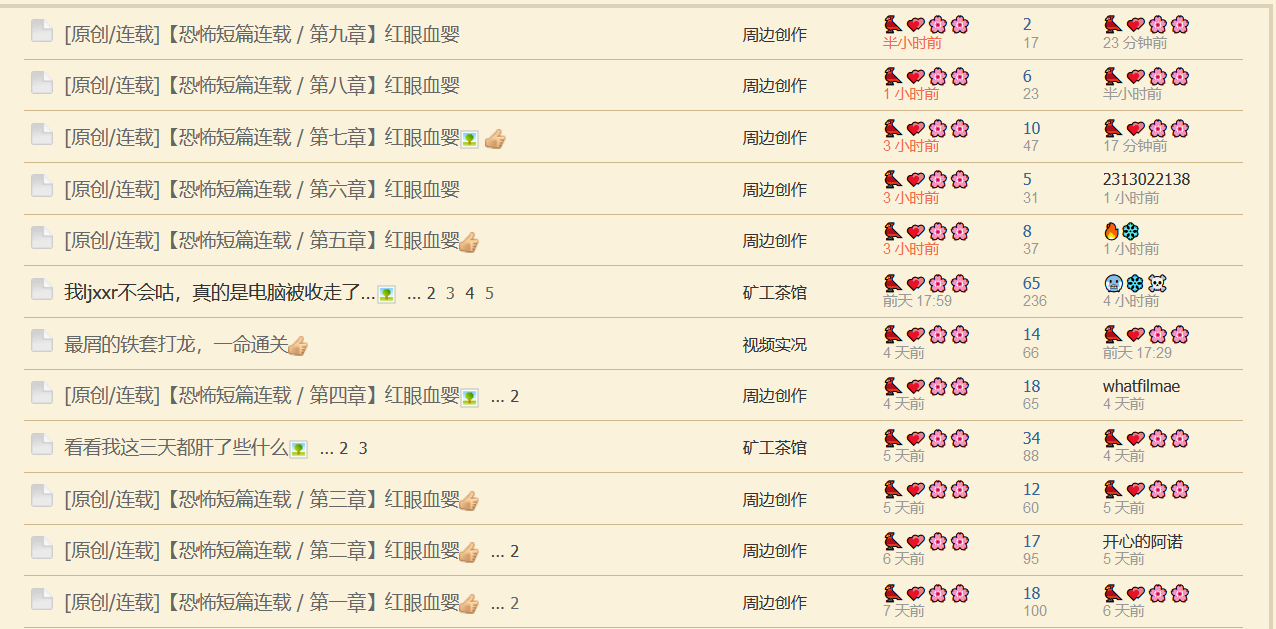 [原创/连载]【恐怖短篇连载 / 第九章】红眼血婴 周边创作 🐦❤️🌸🌸 2 🐦❤️🌸🌸
半小时前 17 23 分钟前
[原创/连载]【恐怖短篇连载 / 第八章】红眼血婴 周边创作 🐦❤️🌸🌸 6 🐦❤️🌸🌸
1 小时前 23 半小时前
[原创/连载]【恐怖短篇连载 / 第七章】红眼血婴 周边创作 🐦❤️🌸🌸 10 🐦❤️🌸🌸
3 小时前 47 17 分钟前
[原创/连载]【恐怖短篇连载 / 第六章】红眼血婴 周边创作 🐦❤️🌸🌸 5 2313022138
3 小时前 31 1 小时前
[原创/连载]【恐怖短篇连载 / 第五章】红眼血婴 周边创作 🐦❤️🌸🌸 8 🔥❄️
3 小时前 37 1 小时前
我ljxxr不会咕，真的是电脑被收走了... ... 2 3 4 5 矿工茶馆 🐦❤️🌸🌸 65 🥶❄️☠️
前天 17:59 236 4 小时前
最屑的铁套打龙，一命通关 视频实况 🐦❤️🌸🌸 14 🐦❤️🌸🌸
4 天前 66 前天 17:29
[原创/连载]【恐怖短篇连载 / 第四章】红眼血婴 ... 2 周边创作 🐦❤️🌸🌸 18 whatfilmae
4 天前 65 4 天前
看看我这三天都肝了些什么 ... 2 3 矿工茶馆 🐦❤️🌸🌸 34 🐦❤️🌸🌸
5 天前 88 4 天前
[原创/连载]【恐怖短篇连载 / 第三章】红眼血婴 周边创作 🐦❤️🌸🌸 12 🐦❤️🌸🌸
5 天前 60 5 天前
[原创/连载]【恐怖短篇连载 / 第二章】红眼血婴 ... 2 周边创作 🐦❤️🌸🌸 17 开心的阿诺
6 天前 95 5 天前
[原创/连载]【恐怖短篇连载 / 第一章】红眼血婴 ... 2 周边创作 🐦❤️🌸🌸 18 🐦❤️🌸🌸
7 天前 100 6 天前